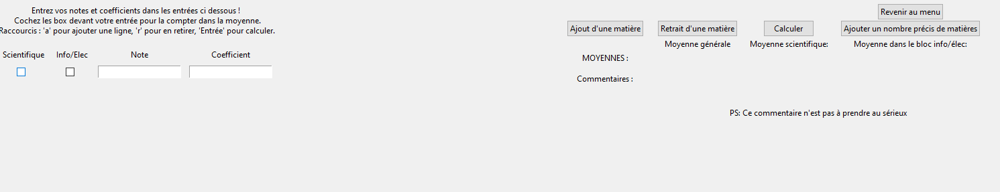 Entrez vos notes et coefficients dans les entrées ci dessous !
Cochez les box devant votre entrée pour la compter dans la moyenne.
Raccourcis : 'a' pour ajouter une ligne, 'r' pour en retirer, 'Entrée' pour calculer.
Scientifique Info/Elec Note Coefficient
Revenir au menu
Ajout d'une matière Retrait d'une matière Calculer Ajouter un nombre précis de matières
Moyenne générale Moyenne scientifique: Moyenne dans le bloc info/élec:
MOYENNES :
Commentaires :
PS: Ce commentaire n'est pas à prendre au sérieux